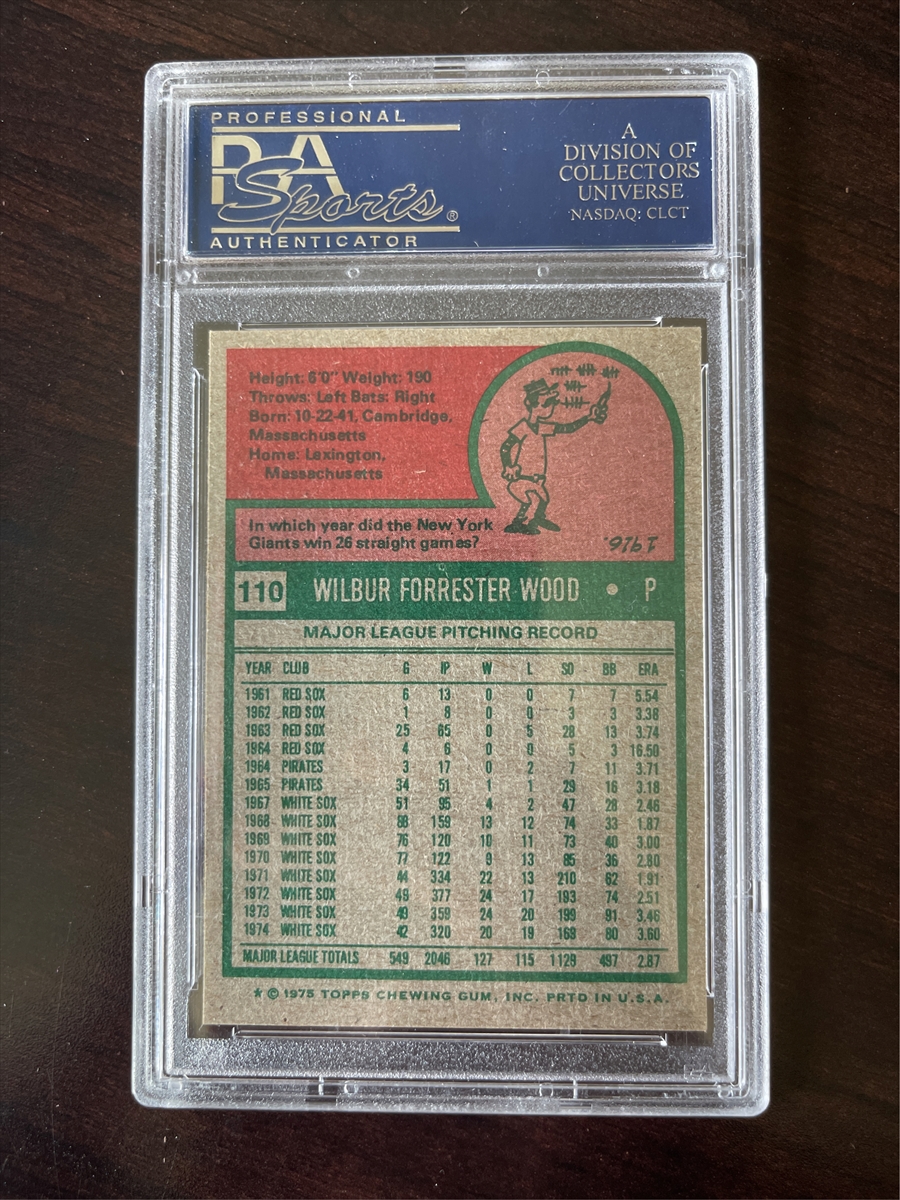 PROFESSIONAL
PSA
Sports®
AUTHENTICATOR
A
DIVISION OF
COLLECTORS
UNIVERSE
NASDAQ: CLCT
Height: 6'0" Weight: 190
Throws: Left Bats: Right
Born: 10-22-41, Cambridge,
Massachusetts
Home: Lexington,
Massachusetts
In which year did the New York
Giants win 26 straight games?
1916.
110 WILBUR FORRESTER WOOD • P
MAJOR LEAGUE PITCHING RECORD
YEAR CLUB G IP W L SO BB ERA
1961 RED SOX 6 13 0 0 7 7 5.54
1962 RED SOX 1 8 0 0 3 3 3.38
1963 RED SOX 25 65 0 5 28 13 3.74
1964 RED SOX 4 6 0 0 5 3 16.50
1964 PIRATES 3 17 0 2 7 11 3.71
1965 PIRATES 34 51 1 1 29 16 3.18
1967 WHITE SOX 51 95 4 2 47 28 2.46
1968 WHITE SOX 88 159 13 12 74 33 1.87
1969 WHITE SOX 76 120 10 11 73 40 3.00
1970 WHITE SOX 77 122 9 13 85 36 2.80
1971 WHITE SOX 44 334 22 13 210 62 1.91
1972 WHITE SOX 49 377 24 17 193 74 2.51
1973 WHITE SOX 49 359 24 20 199 91 3.46
1974 WHITE SOX 42 320 20 19 169 80 3.60
MAJOR LEAGUE TOTALS 549 2046 127 115 1129 497 2.87
★ © 1975 TOPPS CHEWING GUM, INC. PRTD IN U.S.A.